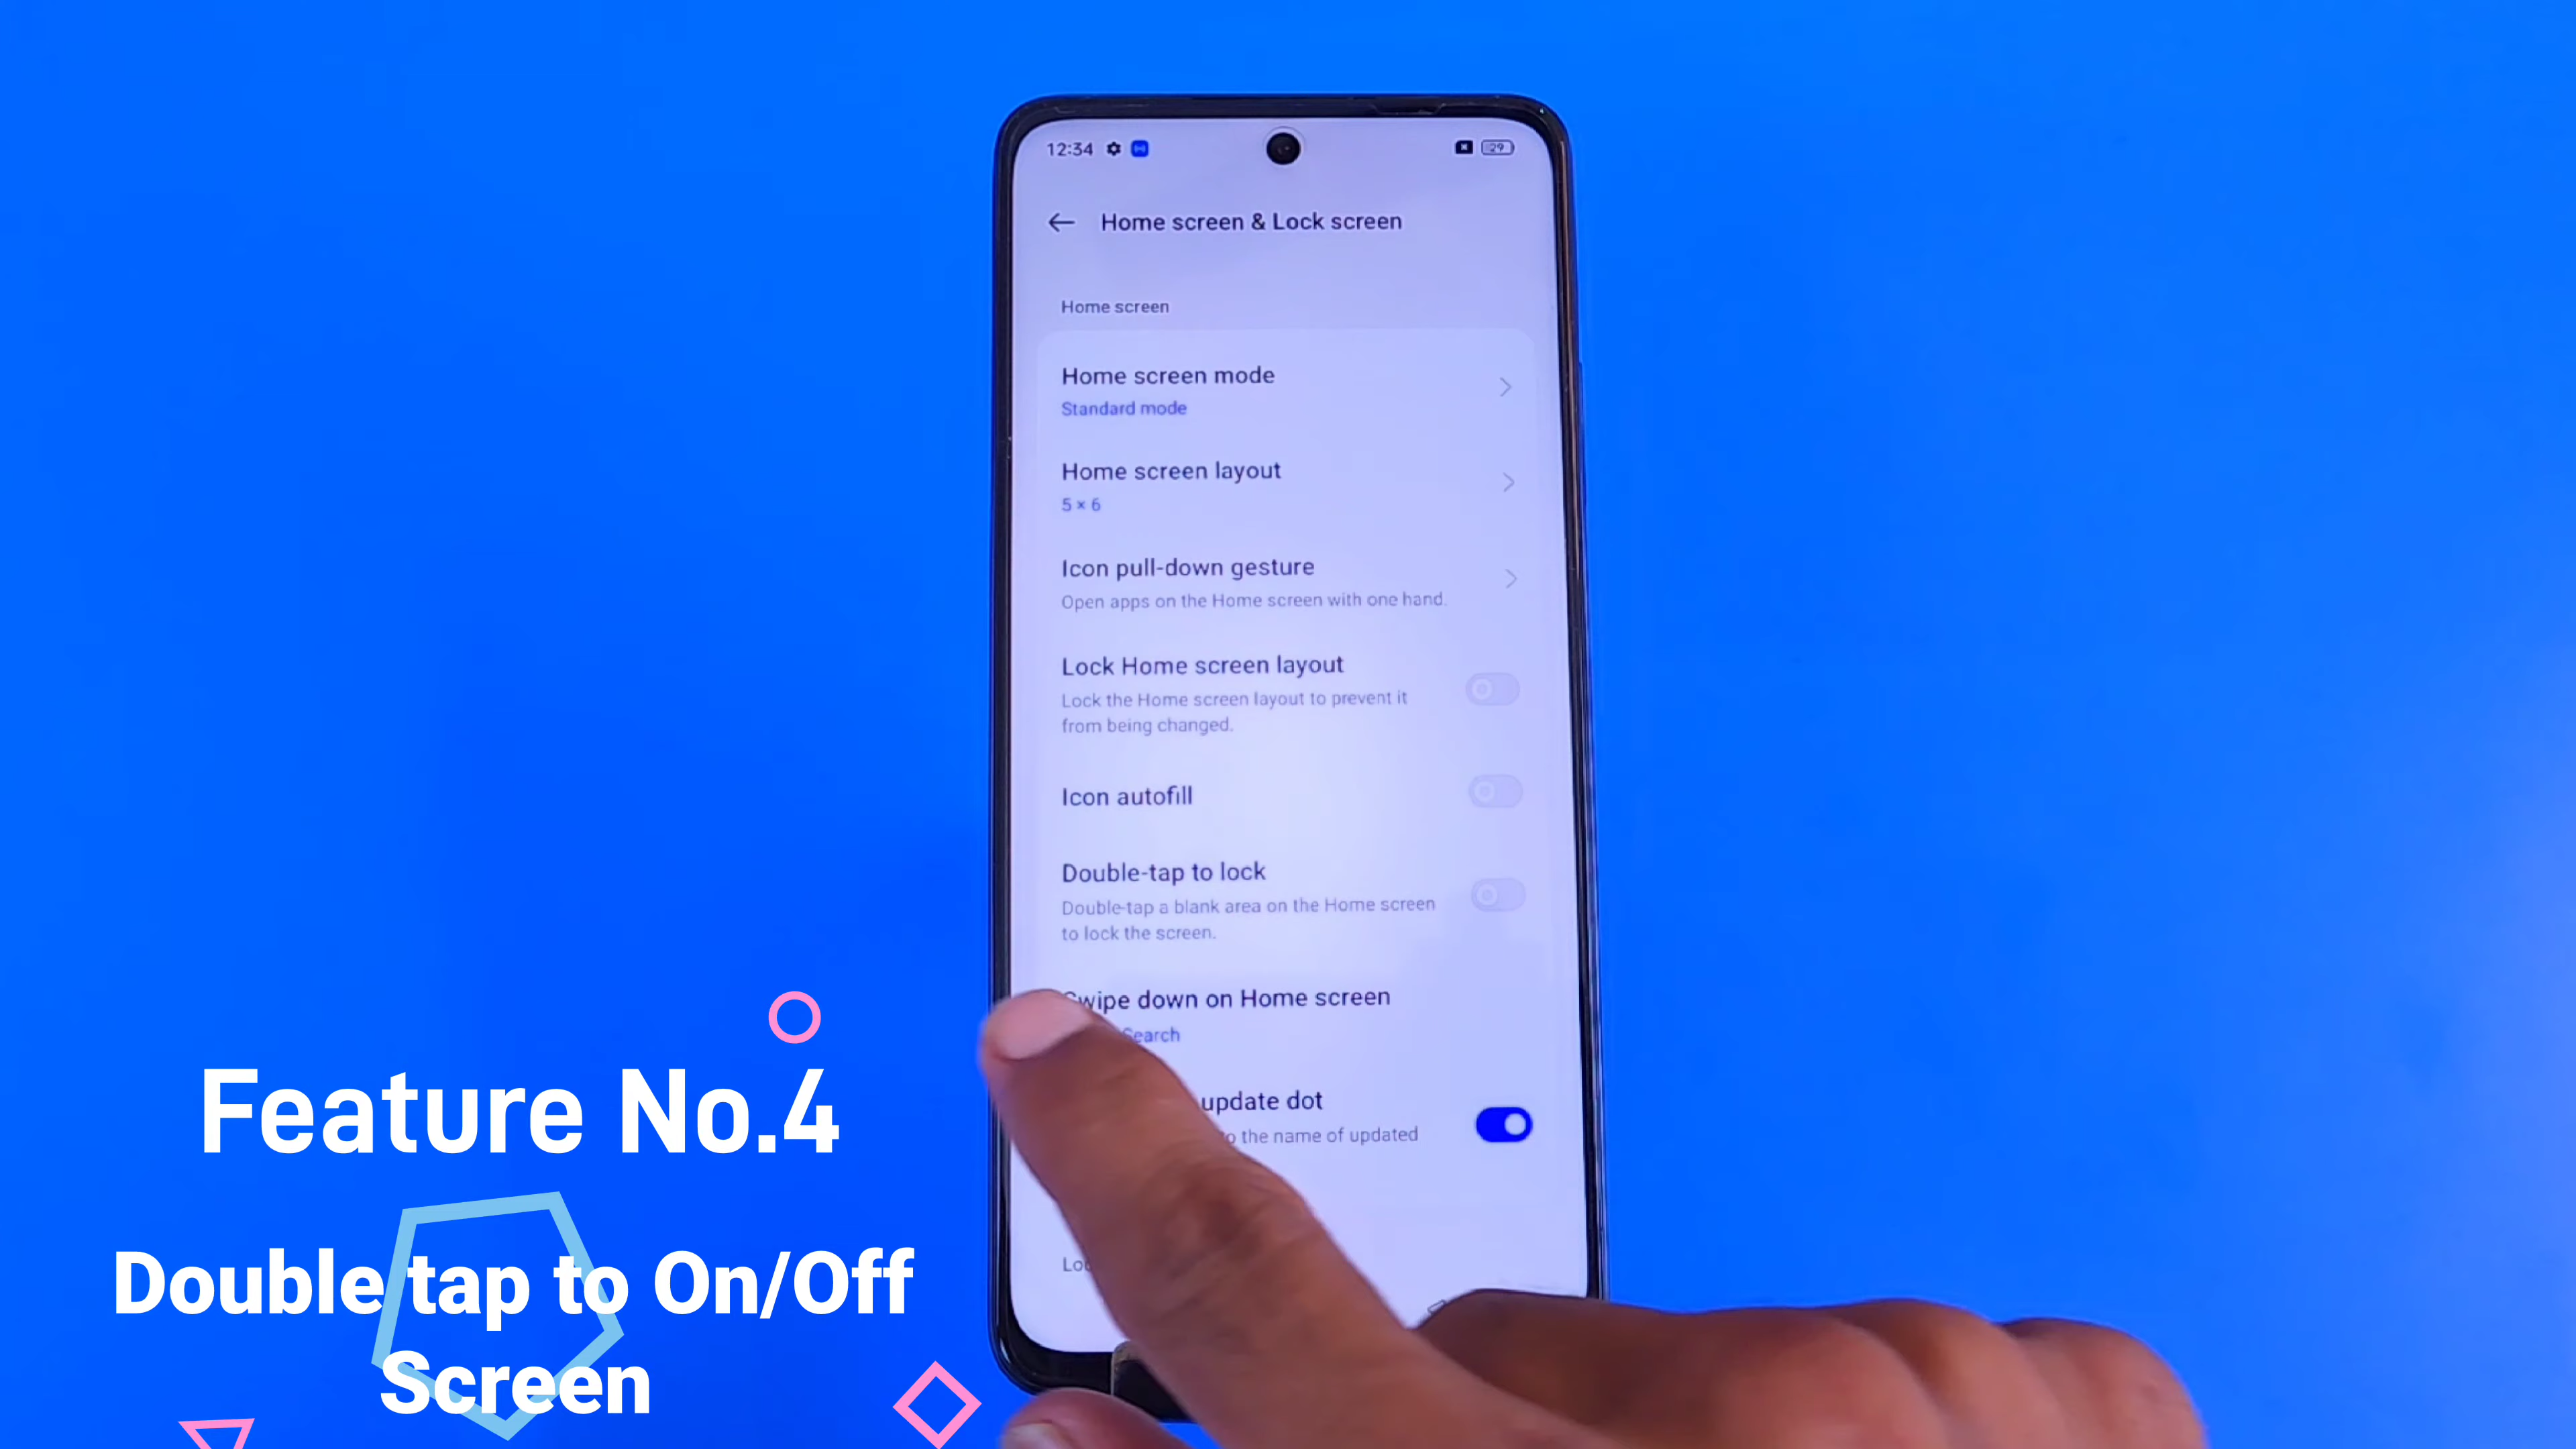 12:34
29
Home screen & Lock screen
Home screen
Home screen mode
Standard mode
Home screen layout
5 × 6
Icon pull-down gesture
Open apps on the Home screen with one hand.
Lock Home screen layout
Lock the Home screen layout to prevent it
from being changed.
Icon autofill
Double-tap to lock
Double-tap a blank area on the Home screen
to lock the screen.
Swipe down on Home screen
Search
update dot
the name of updated
Feature No.4
Double tap to On/Off
Screen